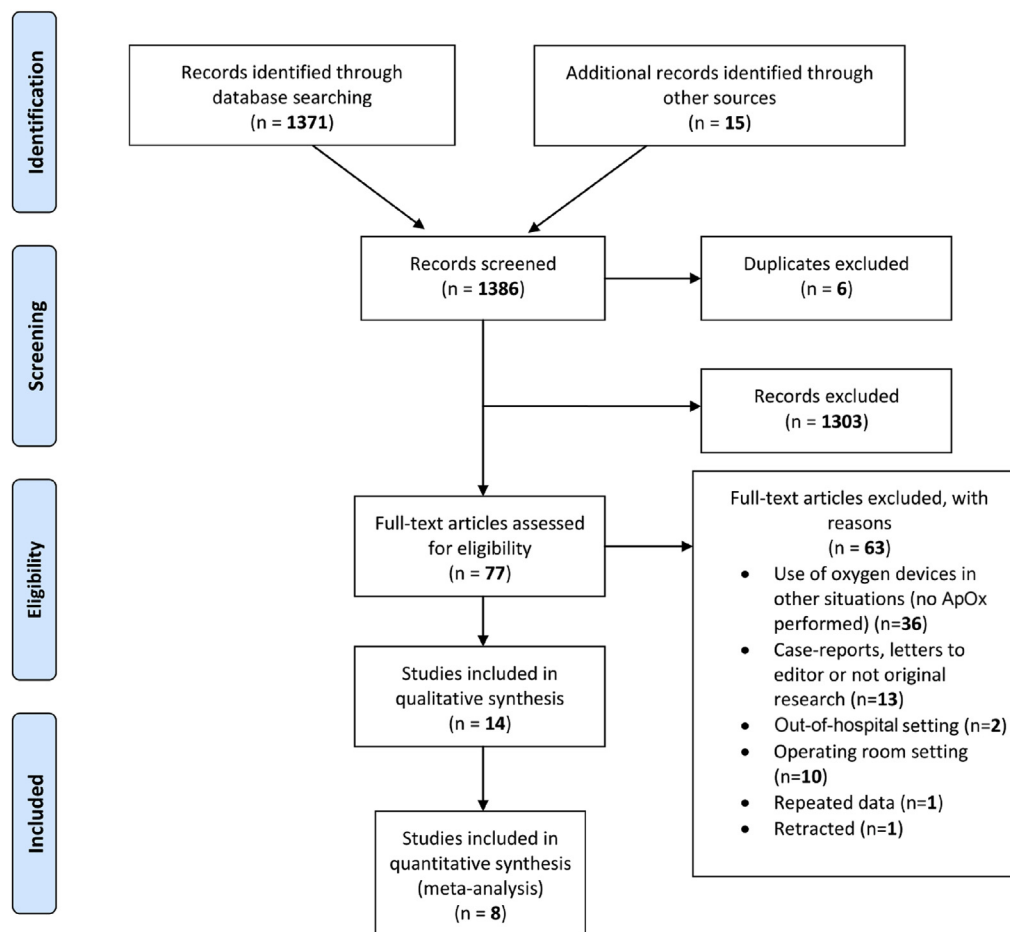 Identification
Records identified through
database searching
(n = 1371)
Additional records identified through
other sources
(n = 15)
Screening
Records screened
(n = 1386)
Duplicates excluded
(n = 6)
Records excluded
(n = 1303)
Eligibility
Full-text articles assessed
for eligibility
(n = 77)
Full-text articles excluded, with
reasons
(n = 63)
• Use of oxygen devices in
other situations (no ApOx
performed) (n=36)
• Case-reports, letters to
editor or not original
research (n=13)
• Out-of-hospital setting (n=2)
• Operating room setting
(n=10)
• Repeated data (n=1)
• Retracted (n=1)
Studies included in
qualitative synthesis
(n = 14)
Included
Studies included in
quantitative synthesis
(meta-analysis)
(n = 8)